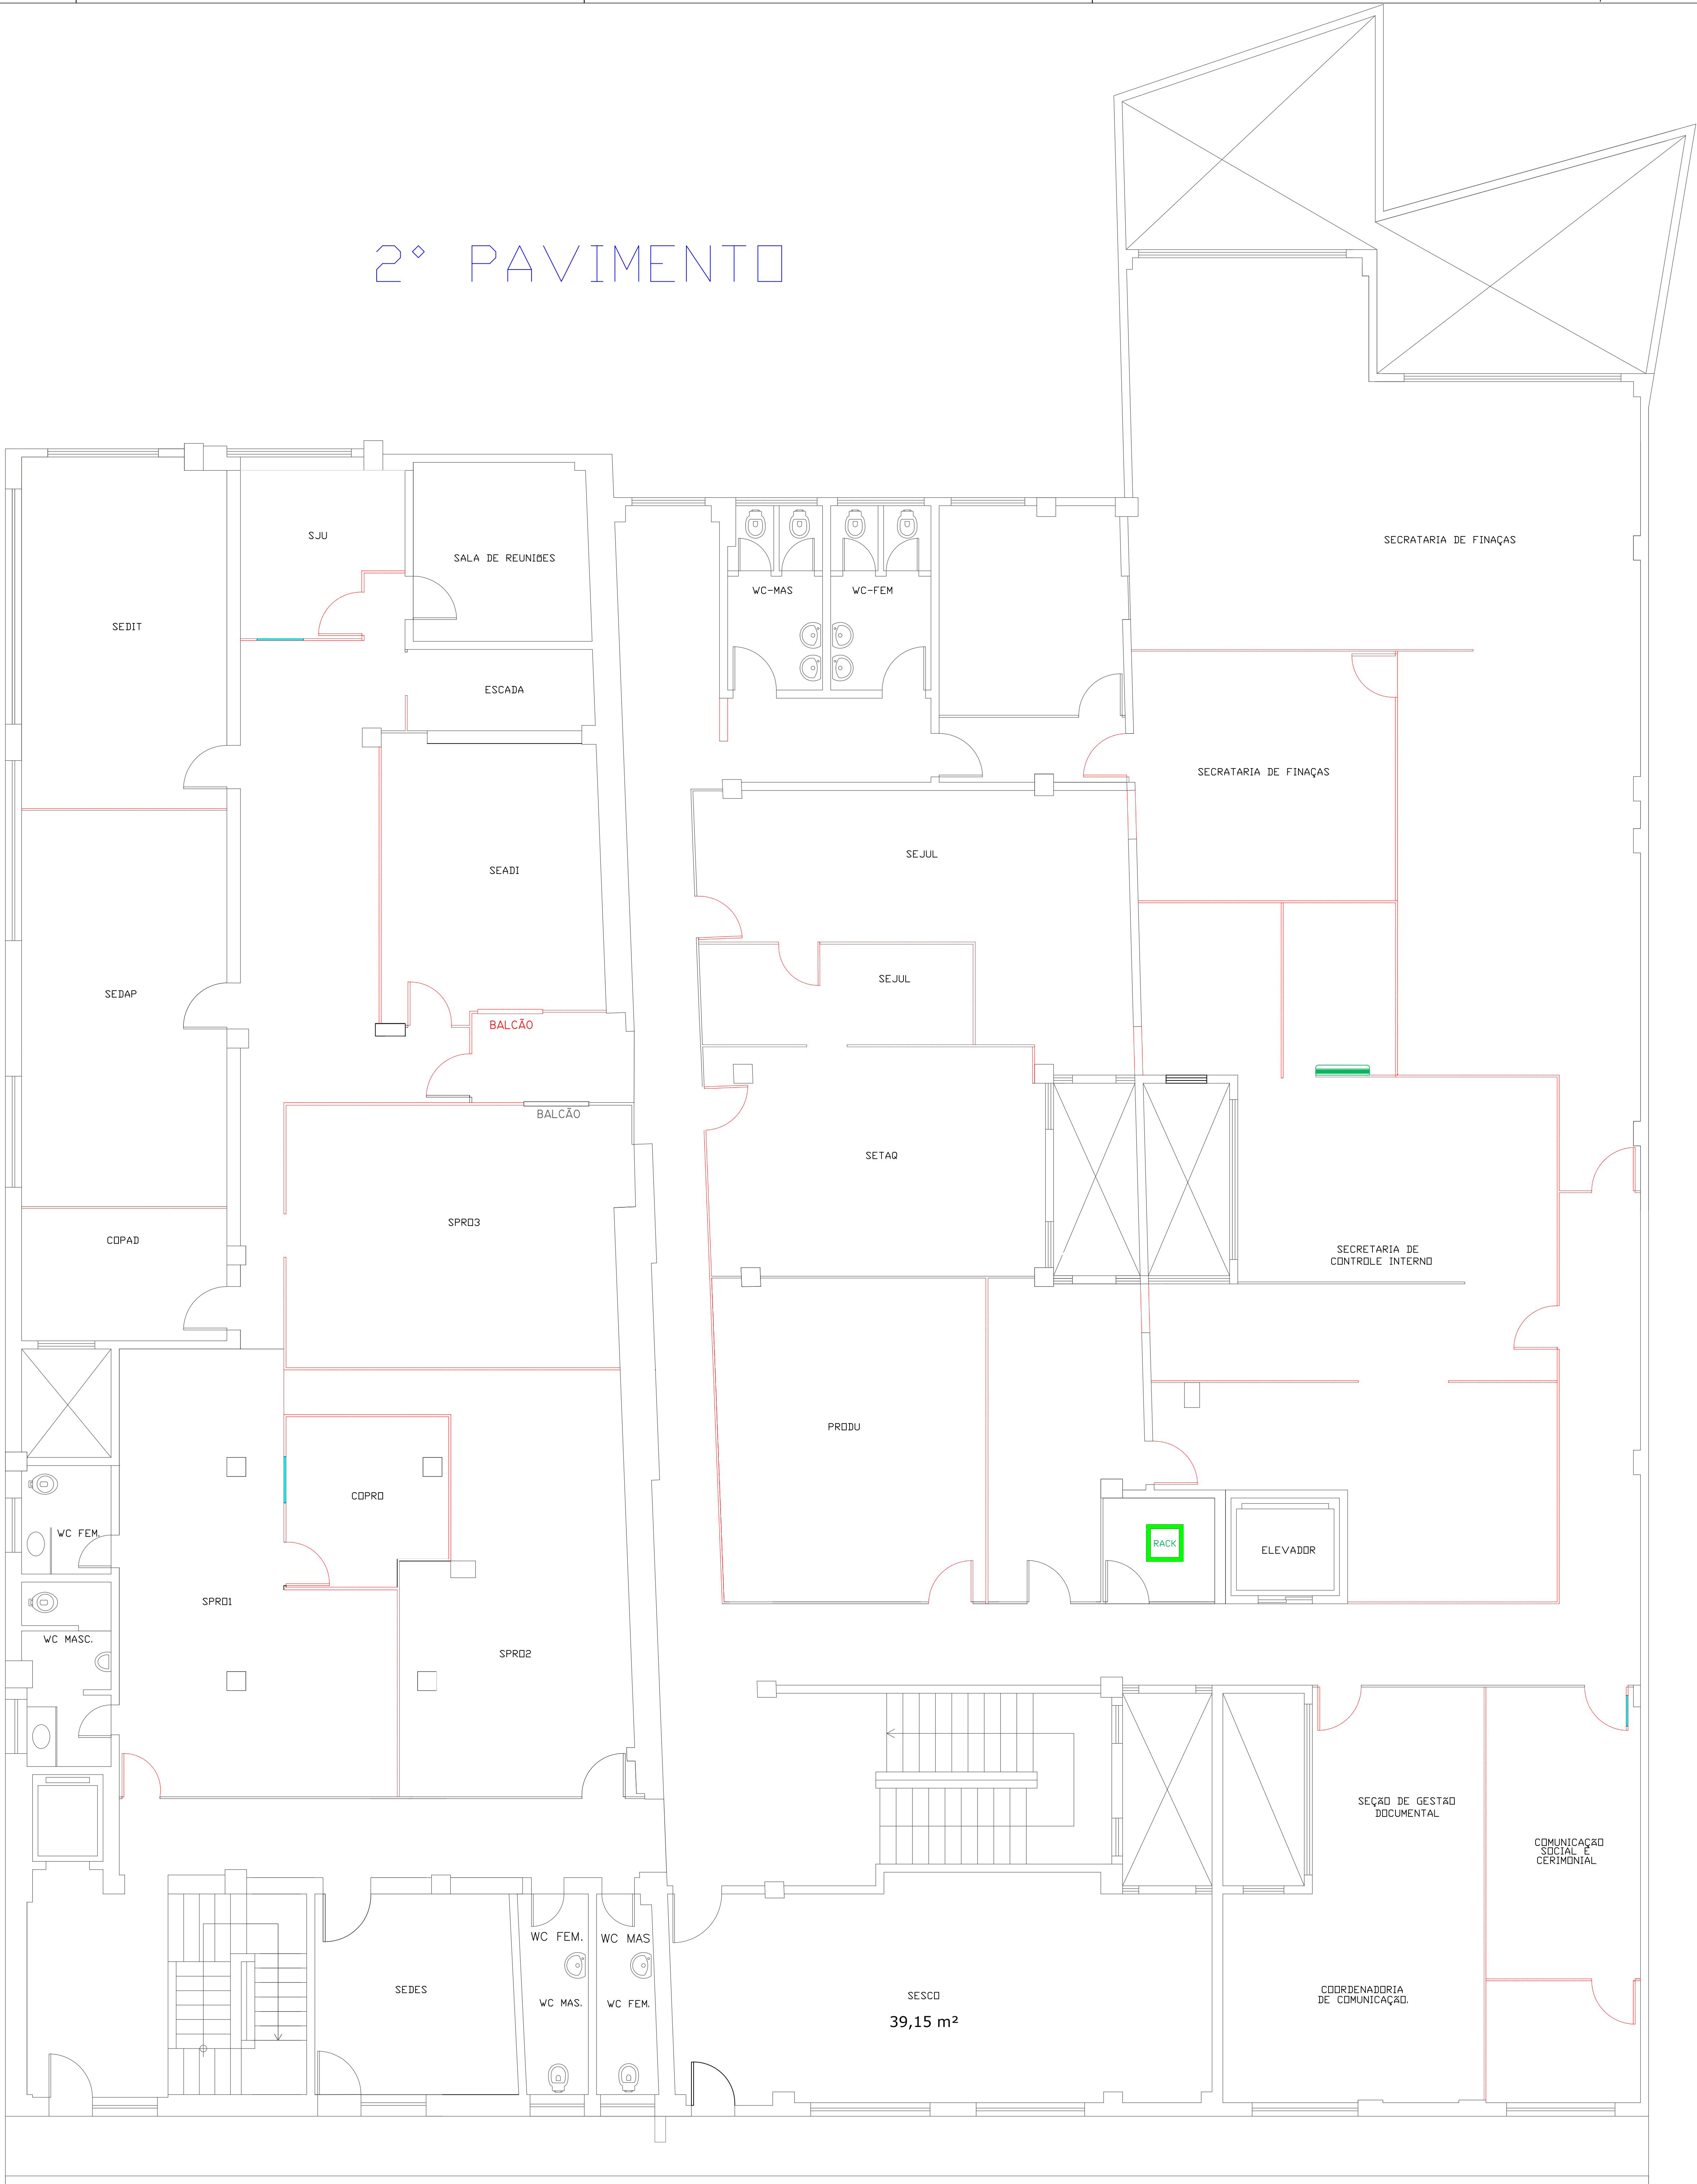 2° PAVIMENTO
SECRATARIA DE FINAÇAS
SJU
SALA DE REUNIÕES
WC-MAS
WC-FEM
SEDIT
ESCADA
SECRATARIA DE FINAÇAS
SEJUL
SEADI
SEJUL
SEDAP
BALCÃO
BALCÃO
SETAQ
SPRO3
COPAD
SECRETARIA DE
CONTROLE INTERNO
PRODU
COPRO
WC FEM.
RACK
ELEVADOR
SPRO1
WC MASC.
SPRO2
SEÇÃO DE GESTÃO
DOCUMENTAL
COMUNICAÇÃO
SOCIAL E
CERIMONIAL
WC FEM.
WC MAS
SEDES
WC MAS.
WC FEM.
SESCO
39,15 m²
COORDENADORIA
DE COMUNICAÇÃO.